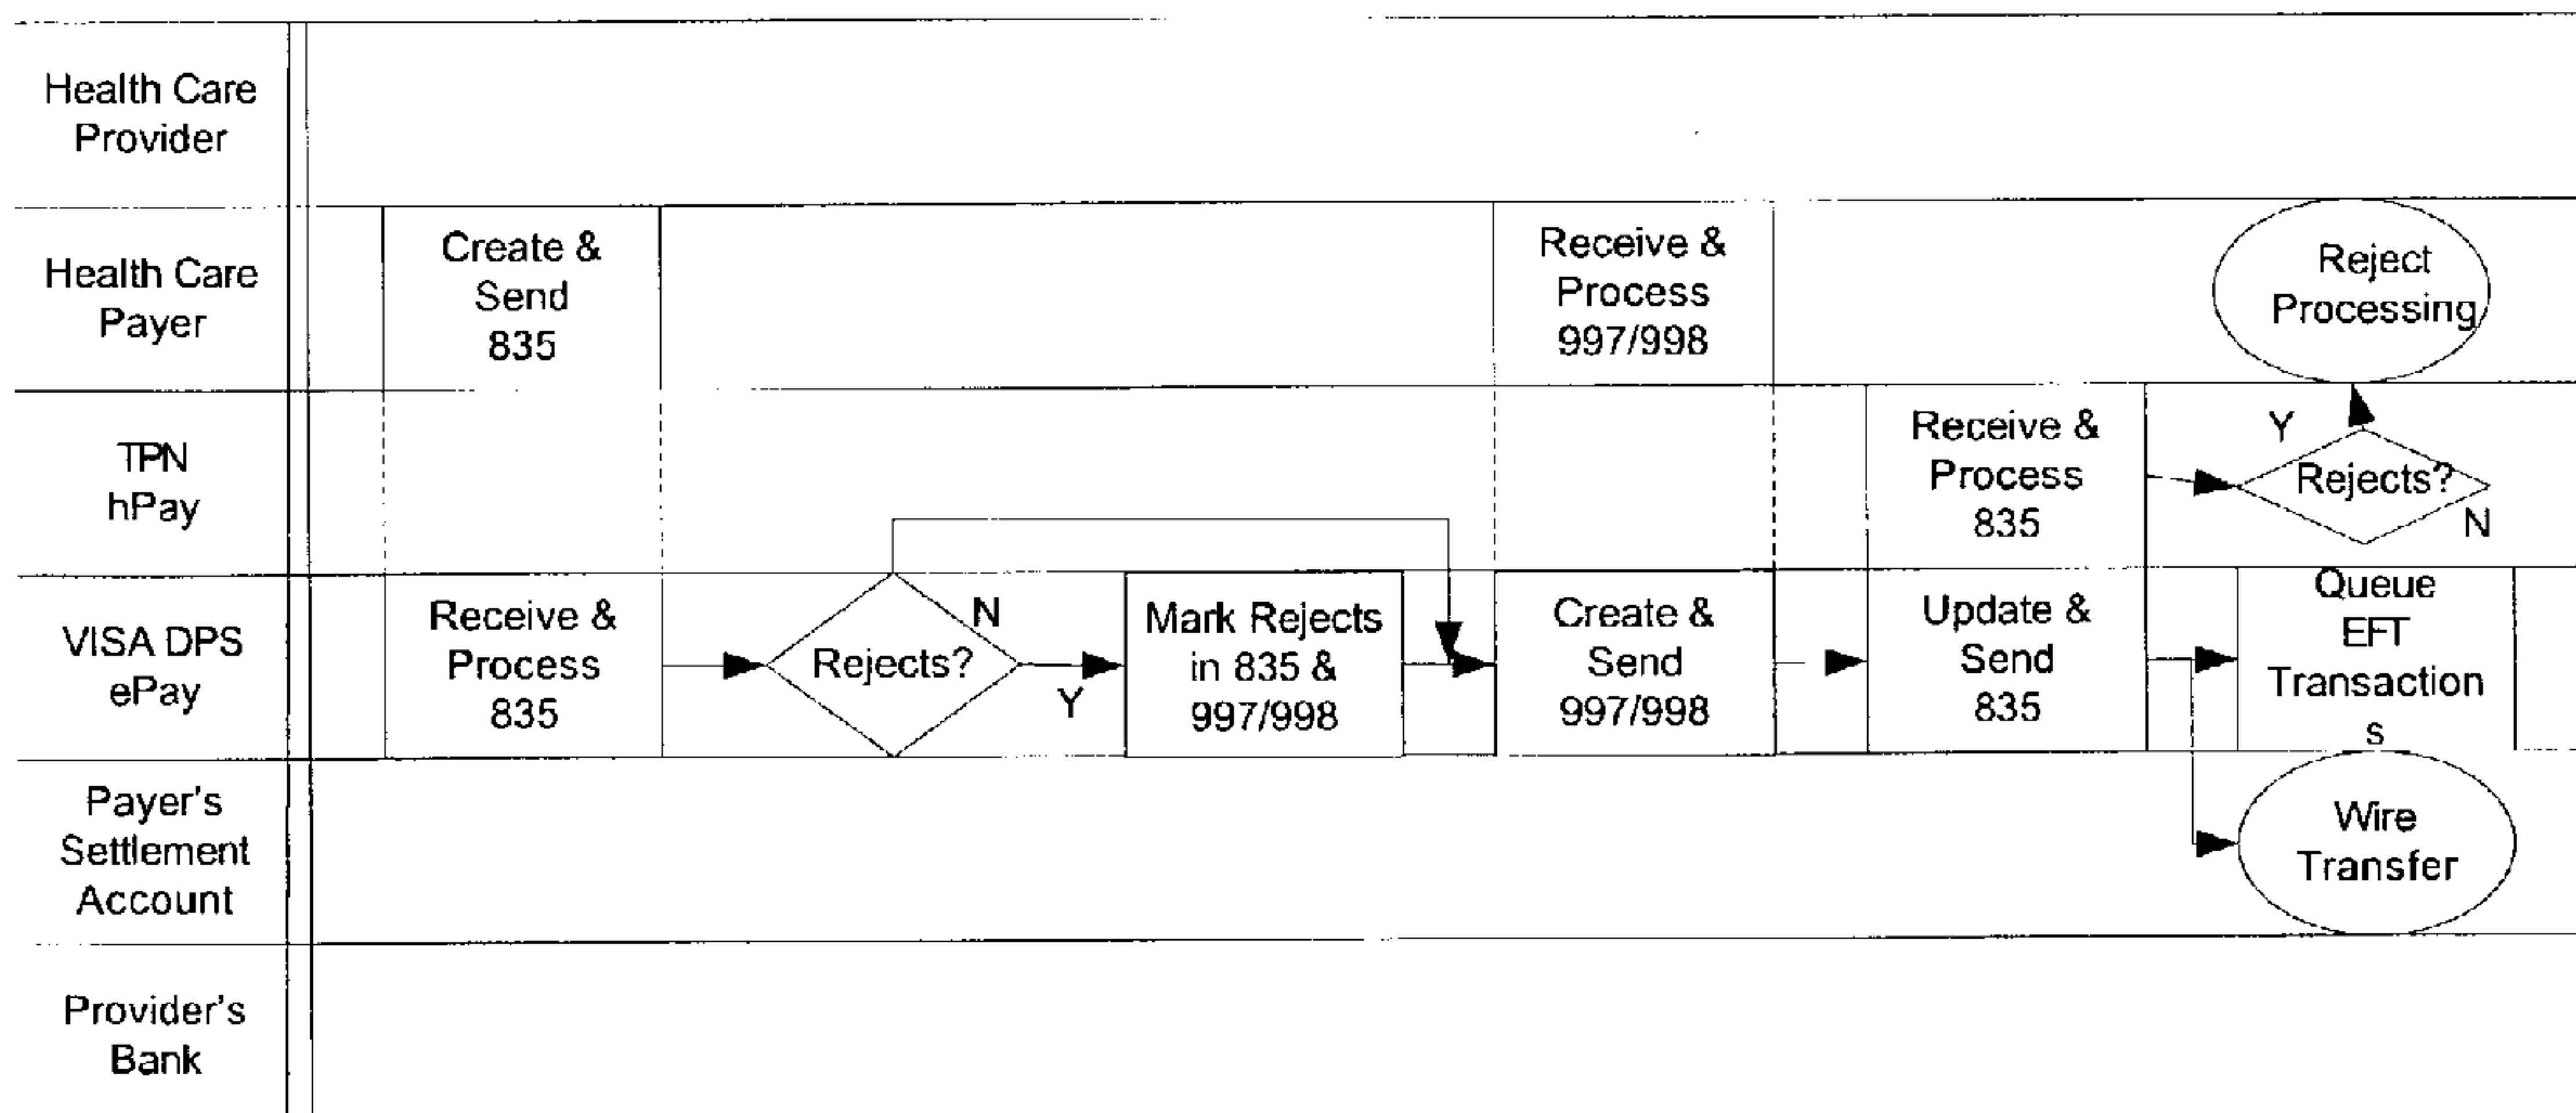 Health Care
Provider
Health Care
Payer
Create &
Send
835
Receive &
Process
997/998
Reject
Processing
TPN
hPay
Receive &
Process
835
Y
Rejects?
N
VISA DPS
ePay
Receive &
Process
835
Rejects?
N
Y
Mark Rejects
in 835 &
997/998
Create &
Send
997/998
Update &
Send
835
Queue
EFT
Transaction
s
Payer's
Settlement
Account
Wire
Transfer
Provider's
Bank